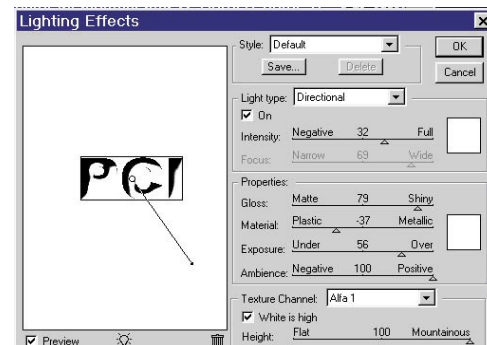 Lighting Effects
Style: Default
OK
Save...
Delete
Cancel
Light type: Directional
On
Intensity: Negative 32 Full
Focus: Narrow 69 Wide
PCI
Properties:
Gloss: Matte 79 Shiny
Material: Plastic -37 Metallic
Exposure: Under 56 Over
Ambience: Negative 100 Positive
Texture Channel: Alfa 1
White is high
Height: Flat 100 Mountainous
Preview